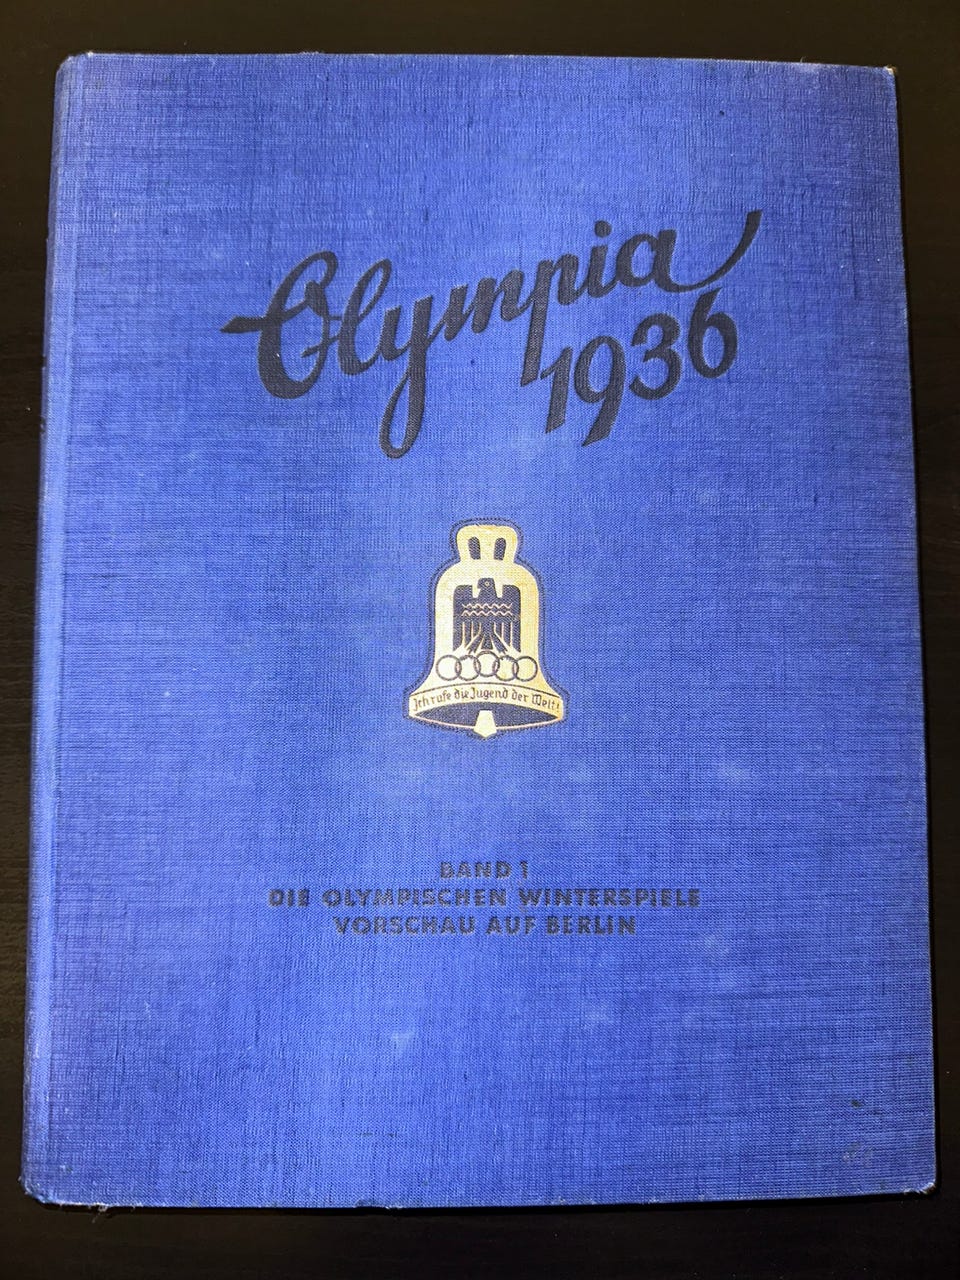 Olympia
1936
Ich rufe die Jugend der Welt!
BAND 1
DIE OLYMPISCHEN WINTERSPIELE
VORSCHAU AUF BERLIN